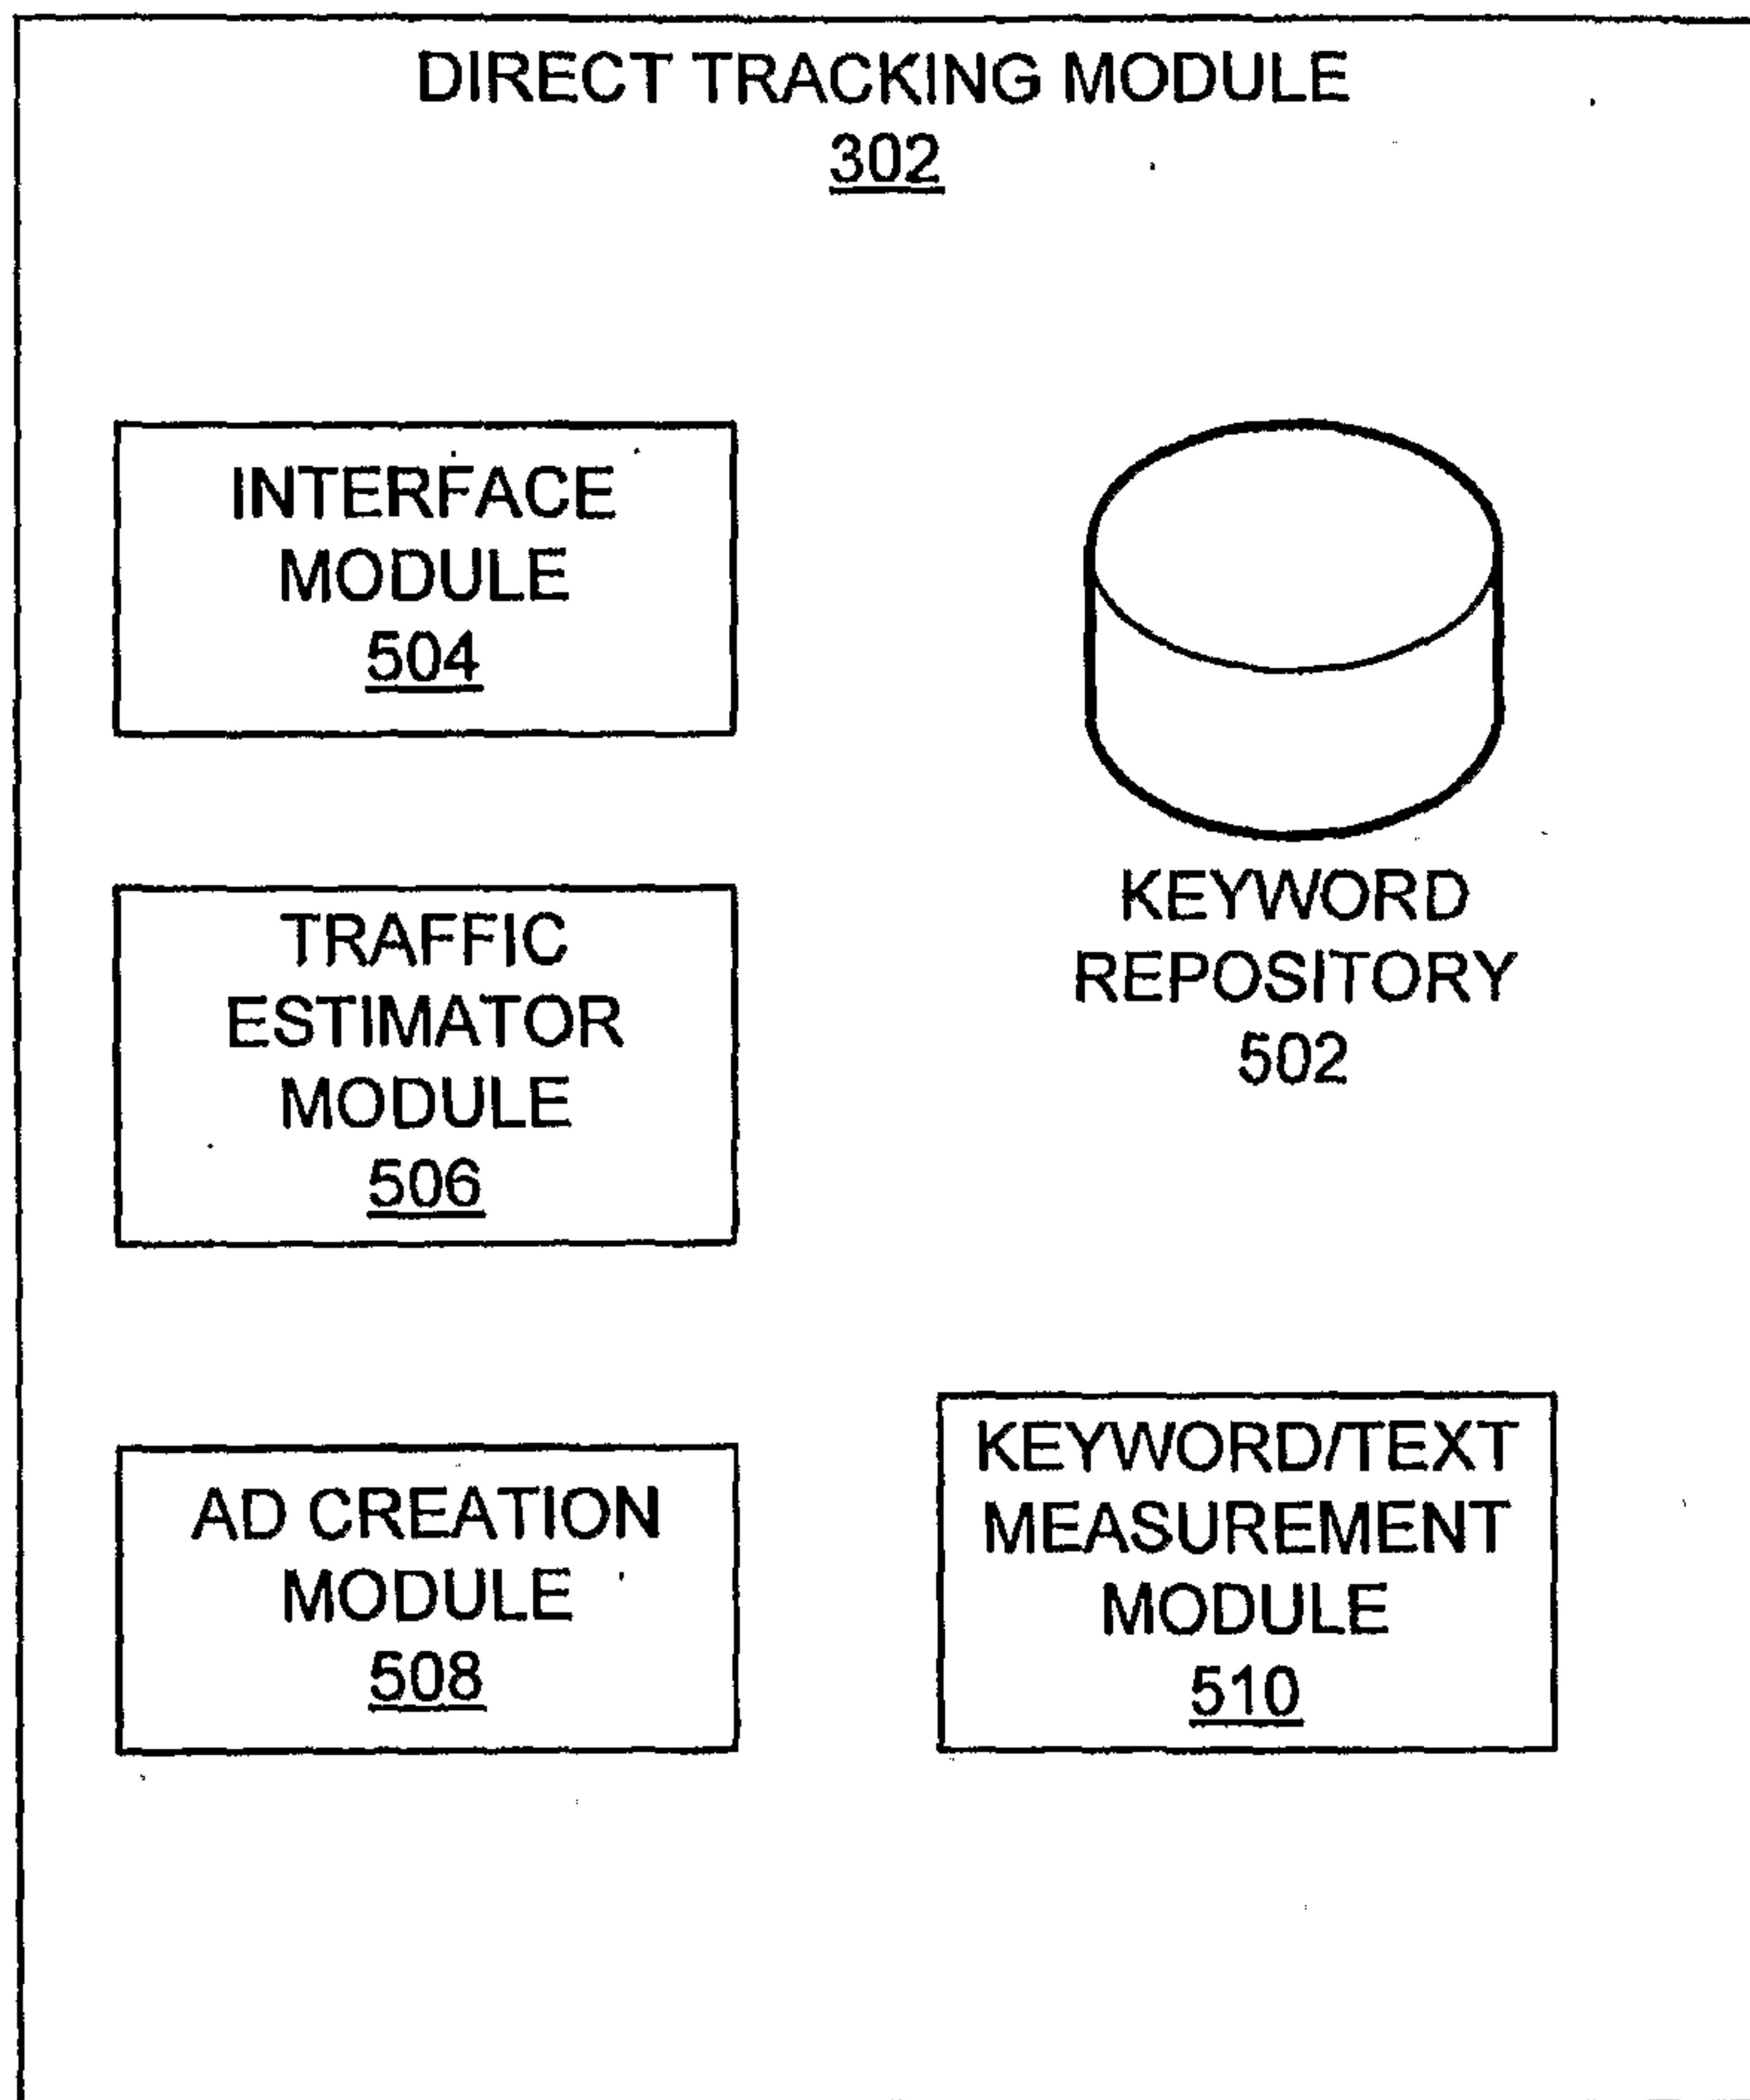 DIRECT TRACKING MODULE
302
INTERFACE
MODULE
504
KEYWORD
REPOSITORY
502
TRAFFIC
ESTIMATOR
MODULE
506
AD CREATION
MODULE
508
KEYWORD/TEXT
MEASUREMENT
MODULE
510